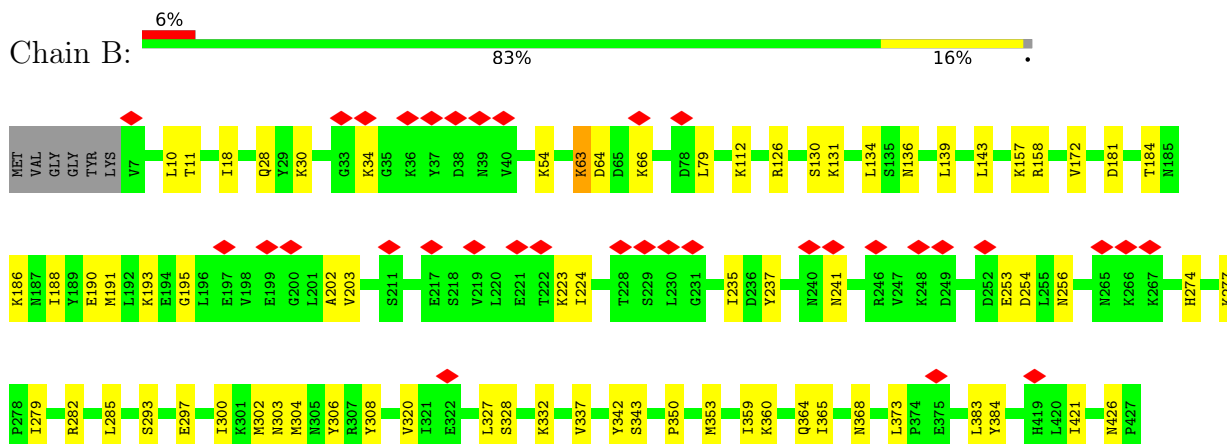 6%
Chain B:
83% 16% •
MET VAL GLY GLY TYR LYS V7 L10 T11 I18 Q28 Y29 K30 G33 K34 G35 K36 Y37 D38 N39 V40 K54 K63 D64 D65 K66 D78 L79 K112 R126 S130 K131 L134 S135 N136 L139 L143 K157 R158 V172 D181 T184 N185
K186 N187 I188 Y189 E190 M191 L192 K193 E194 G195 L196 E197 V198 E199 G200 L201 A202 V203 S211 E217 S218 V219 L220 E221 T222 K223 I224 T228 S229 L230 G231 I235 D236 Y237 N240 N241 R246 V247 K248 D249 D252 E253 D254 L255 N256 N265 K266 K267 H274 K277
P278 I279 R282 L285 S293 E297 I300 K301 M302 N303 M304 N305 Y306 R307 Y308 V320 I321 E322 L327 S328 K332 V337 Y342 S343 P350 M353 I359 K360 Q364 I365 N368 L373 P374 E375 L383 Y384 H419 L420 I421 N426 P427